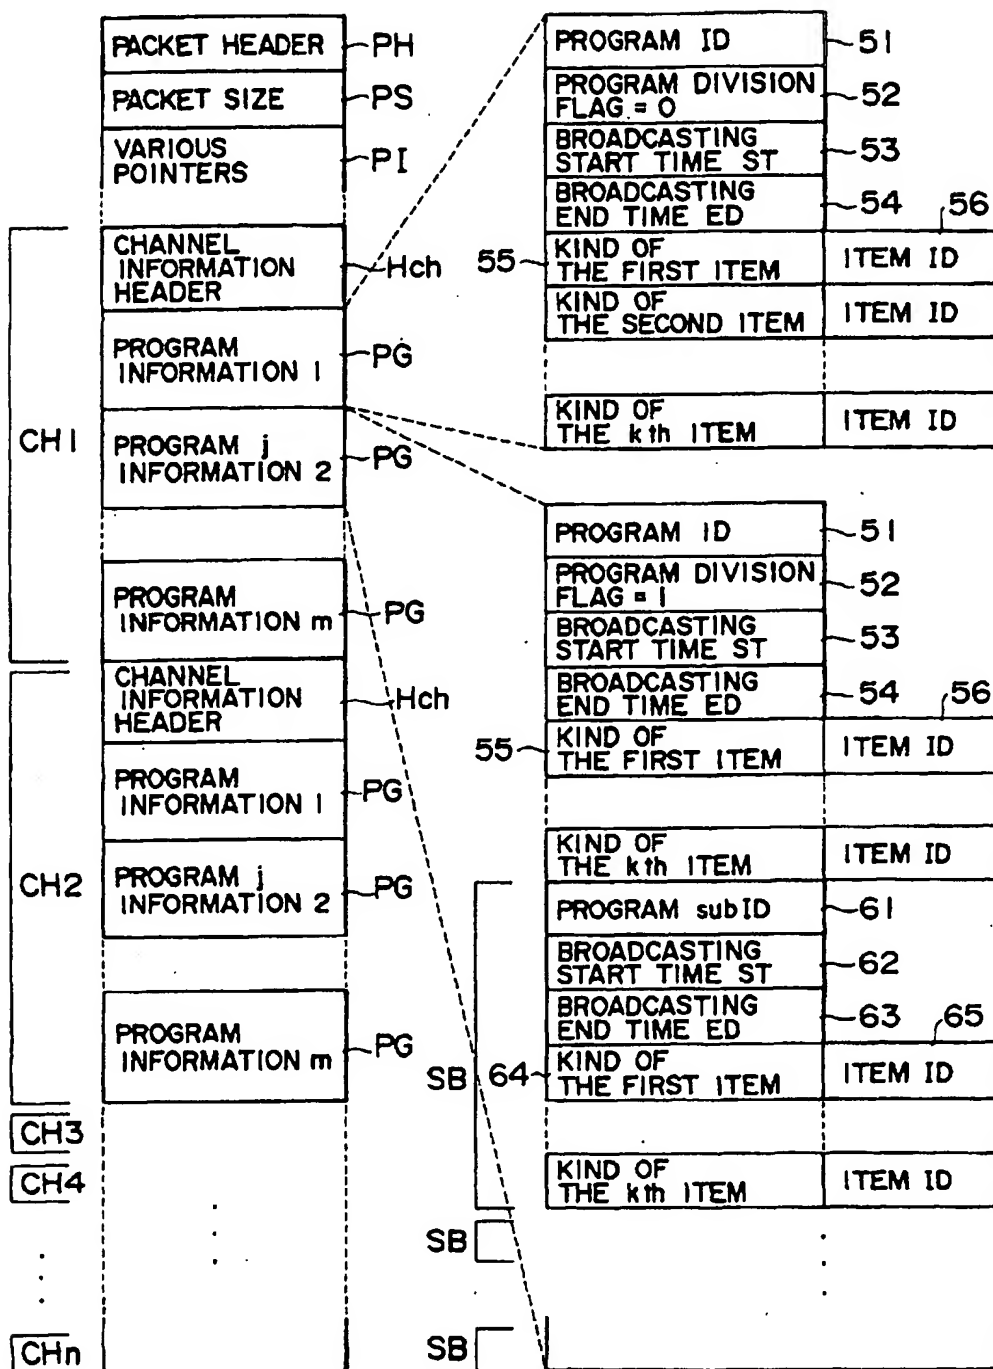 PACKET HEADER
PH
PACKET SIZE
PS
VARIOUS
POINTERS
PI
CH1
CHANNEL
INFORMATION
HEADER
Hch
PROGRAM
INFORMATION 1
PG
PROGRAM j
INFORMATION 2
PG
PROGRAM
INFORMATION m
PG
CH2
CHANNEL
INFORMATION
HEADER
Hch
PROGRAM
INFORMATION 1
PG
PROGRAM j
INFORMATION 2
PG
PROGRAM
INFORMATION m
PG
CH3
CH4
CHn
PROGRAM ID
51
PROGRAM DIVISION
FLAG = 0
52
BROADCASTING
START TIME ST
53
BROADCASTING
END TIME ED
54
56
55
KIND OF
THE FIRST ITEM
ITEM ID
KIND OF
THE SECOND ITEM
ITEM ID
KIND OF
THE kth ITEM
ITEM ID
PROGRAM ID
51
PROGRAM DIVISION
FLAG = 1
52
BROADCASTING
START TIME ST
53
BROADCASTING
END TIME ED
54
56
55
KIND OF
THE FIRST ITEM
ITEM ID
KIND OF
THE kth ITEM
ITEM ID
SB
PROGRAM subID
61
BROADCASTING
START TIME ST
62
BROADCASTING
END TIME ED
63
65
64
KIND OF
THE FIRST ITEM
ITEM ID
KIND OF
THE kth ITEM
ITEM ID
SB
SB